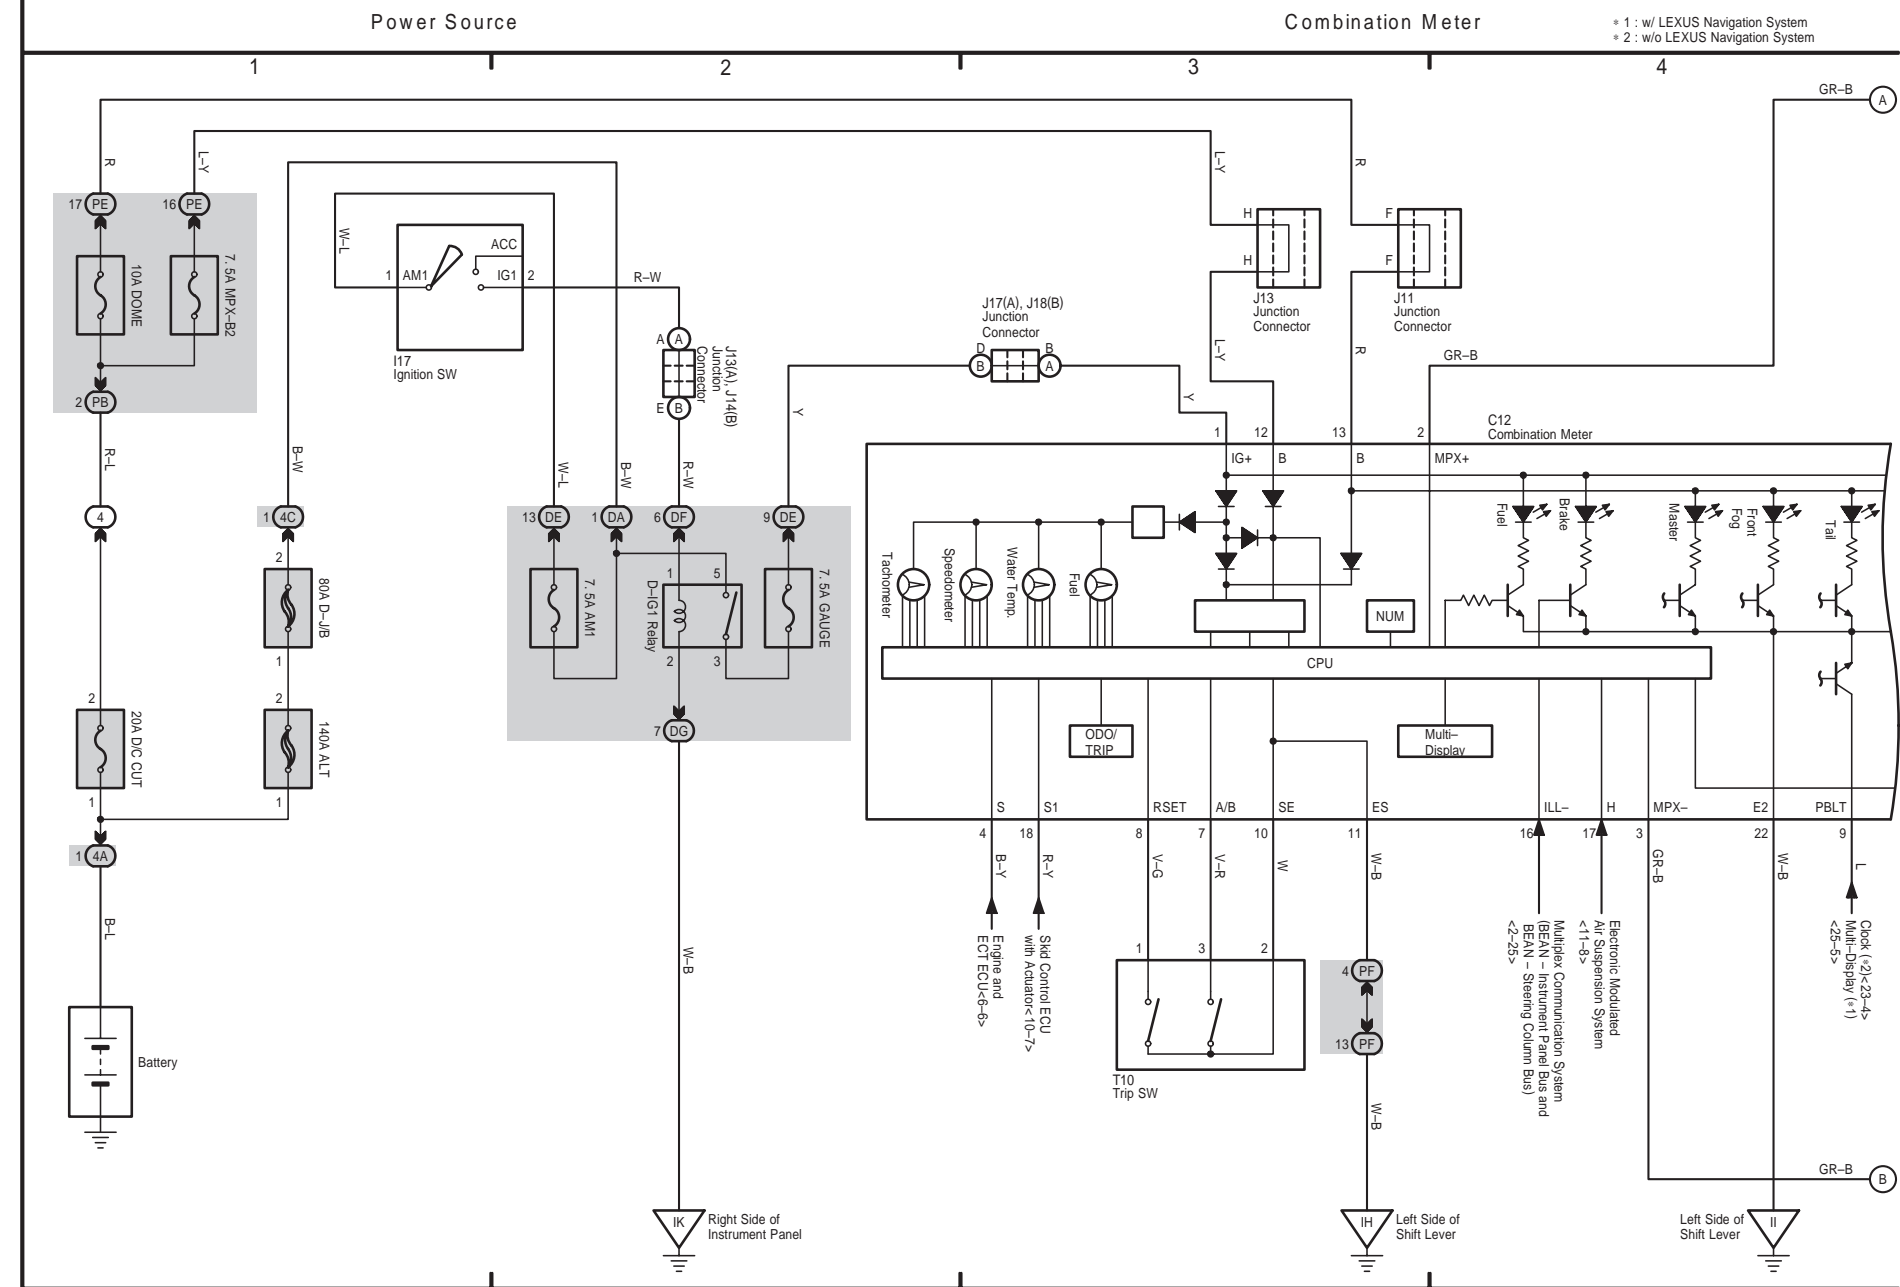 Power Source
Combination Meter
∗ 1 : w/ LEXUS Navigation System
∗ 2 : w/o LEXUS Navigation System
1
2
3
4
GR–B
A
R
L–Y
L–Y
R
17 PE
16 PE
10A DOME
7. 5A MPX–B2
2 PB
W–L
ACC
1 AM1
IG1 2
I17
Ignition SW
R–W
A A
J13(A), J14(B)
Junction
Connector
E B
H
H
J13
Junction
Connector
F
F
J11
Junction
Connector
J17(A), J18(B)
Junction
Connector
D
B
B
A
L–Y
R
GR–B
Y
Y
R–L
B–W
W–L
B–W
R–W
C12
Combination Meter
1
12
13
2
IG+
B
B
MPX+
4
1 4C
13 DE
1 DA
6 DF
9 DE
2
80A D–J/B
1
7. 5A AM1
1
5
D–IG1 Relay
2
3
7. 5A GAUGE
7 DG
Tachometer
Speedometer
Water Temp.
Fuel
NUM
CPU
Fuel
Brake
Master
Front
Fog
Tail
2
20A D/C CUT
1
2
140A ALT
1
ODO/
TRIP
Multi–
Display
S
S1
RSET
A/B
SE
ES
ILL–
H
MPX–
E2
PBLT
4
18
8
7
10
11
16
17
3
22
9
1 4A
B–L
B–Y
R–Y
V–G
V–R
W
W–B
GR–B
W–B
L
Engine and
ECT ECU<6–6>
Skid Control ECU
with Actuator<10–7>
Multiplex Communication System
(BEAN – Instrument Panel Bus and
BEAN – Steering Column Bus)
<2–25>
Electronic Modulated
Air Suspension System
<11–8>
Clock (∗2)<23–4>
Multi–Display (∗1)
<25–5>
W–B
1
3
2
T10
Trip SW
4 PF
13 PF
W–B
Battery
GR–B
B
IK
Right Side of
Instrument Panel
IH
Left Side of
Shift Lever
Left Side of
Shift Lever
II